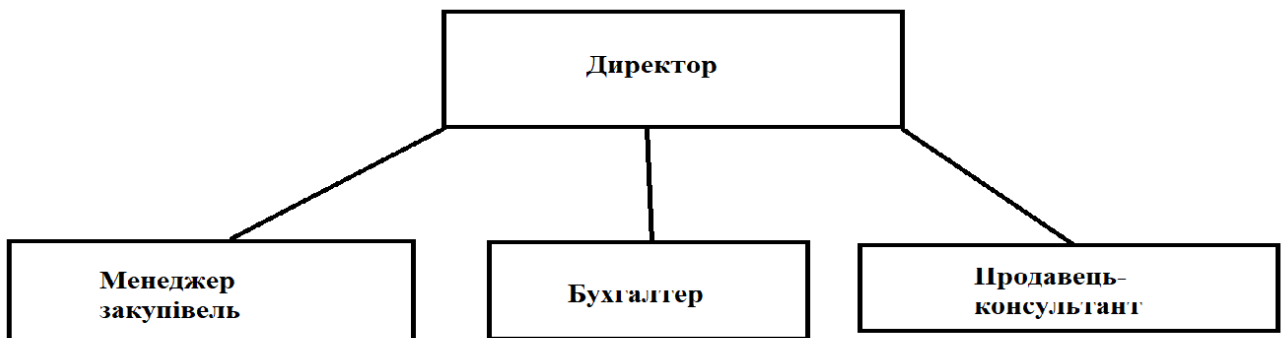 Директор
Менеджер
закупівель
Бухгалтер
Продавець-
консультант